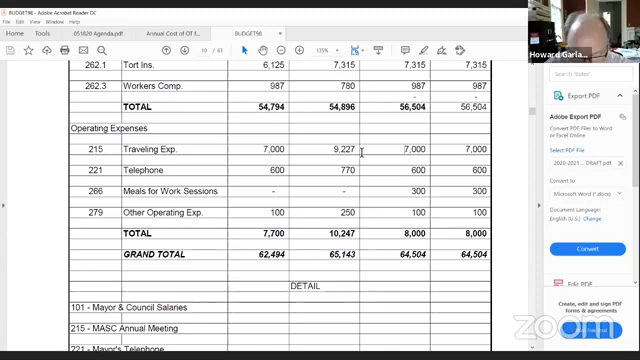 BUDGET98 - Adobe Acrobat Reader DC
File Edit View Window Help
051820 Agenda.pdf
Annual Cost of OT f...
BUDGET98 ×
10 / 63
135%
262.1 Tort Ins. 6,125 7,315 7,315 7,315
262.3 Workers Comp. 987 780 987 987
- -
TOTAL 54,794 54,896 56,504 56,504
Operating Expenses
215 Traveling Exp. 7,000 9,227 7,000 7,000
221 Telephone 600 770 600 600
266 Meals for Work Sessions - - 300 300
279 Other Operating Exp. 100 250 100 100
TOTAL 7,700 10,247 8,000 8,000
GRAND TOTAL 62,494 65,143 64,504 64,504
DETAIL
101 - Mayor & Council Salaries
215 - MASC Annual Meeting
221 - Mayor's Telephone
Howard Garla...
Export PDF
Adobe Export PDF
Convert PDF Files to Word
or Excel Online
Select PDF File
2020-2021 ... DRAFT.pdf ×
Convert to
Microsoft Word (*.docx)
Document Language:
English (U.S.) Change
Convert
Edit PDF
Create, edit and sign PDF
forms & agreements
zoom